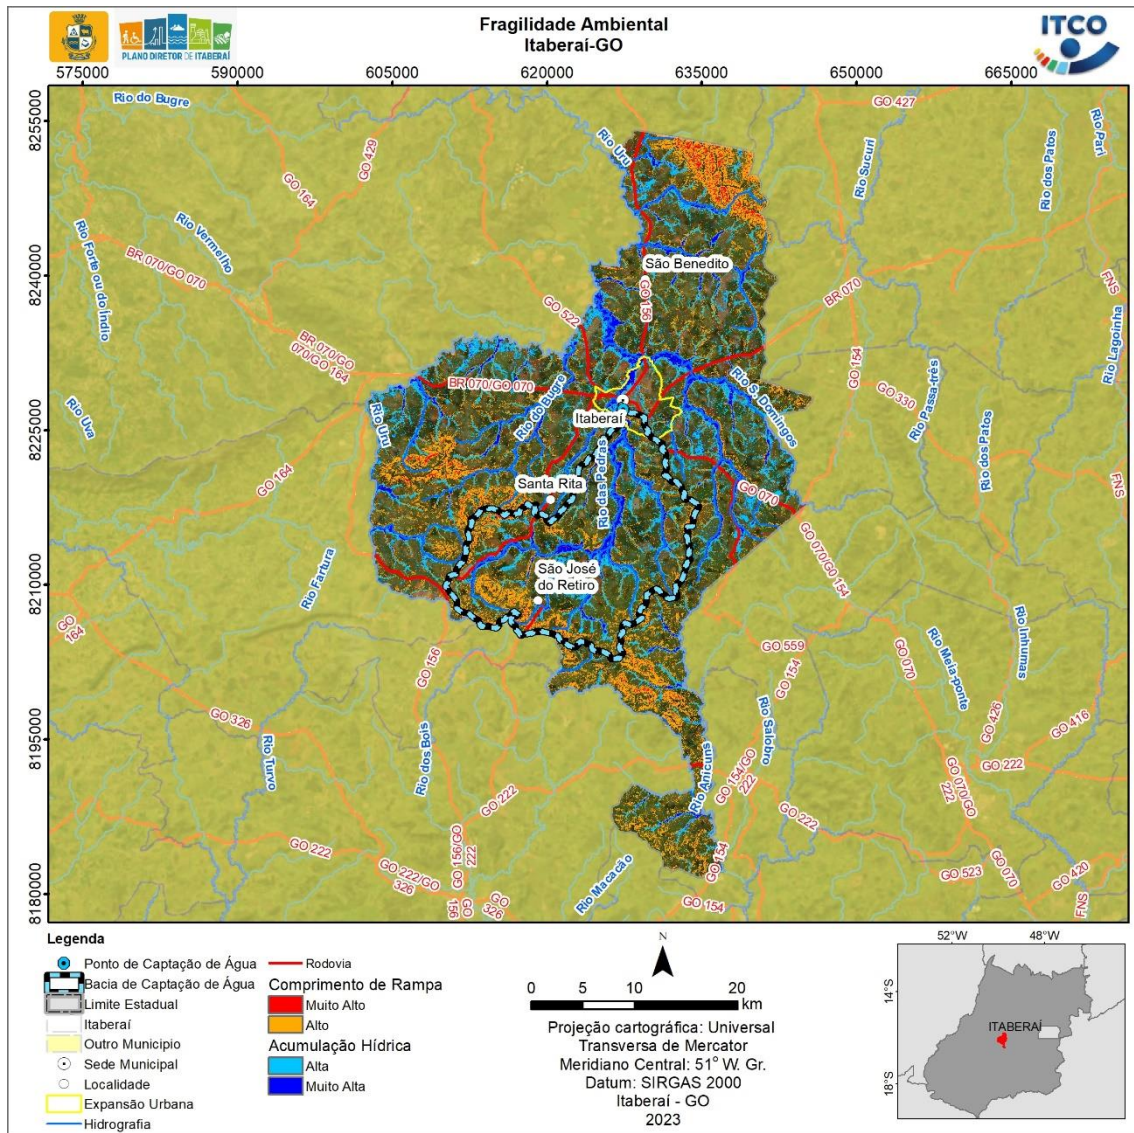 Fragilidade Ambiental
Itaberaí-GO
PLANO DIRETOR DE ITABERAÍ
ITCO
575000
590000
605000
620000
635000
650000
665000
8255000
8240000
8225000
8210000
8195000
8180000
Rio do Bugre
GO 429
GO 164
Rio Vermelho
BR 070/GO 070
Rio Forte ou do Índio
Rio Uru
GO 427
Rio Sucuri
Rio dos Patos
Rio Pari
São Benedito
GO 156
GO 522
BR 070
FNS
Rio Lagoinha
BR 070/GO
070/GO 164
BR 070/GO 070
Rio do Bugre
Rio S. Domingos
GO 154
GO 330
Rio Passa-três
Rio dos Patos
Rio Uva
Rio Uru
Itaberaí
GO 164
Santa Rita
Rio das Pedras
GO 070
FNS
GO 070/GO 154
Rio Fartura
São José
do Retiro
GO
164
GO 156
GO 559
GO 154
Rio Meia-ponte
GO 070
Rio Inhumas
GO 426
GO 416
GO 326
Rio Turvo
Rio dos Bois
Rio Salobro
Rio Anicuns
GO 154/GO
222
GO 222
GO 222
GO 222
GO 070/GO
222
GO 222
GO 156/GO
222
GO 222/GO
326
GO
156
GO
326
Rio Macacão
GO 154
GO 154
GO 523
GO 070
GO 420
FNS
Legenda
Ponto de Captação de Água
Bacia de Captação de Água
Limite Estadual
Itaberaí
Outro Municipio
Sede Municipal
Localidade
Expansão Urbana
Hidrografia
Rodovia
Comprimento de Rampa
Muito Alto
Alto
Acumulação Hídrica
Alta
Muito Alta
N
0 5 10 20
km
Projeção cartográfica: Universal
Transversa de Mercator
Meridiano Central: 51° W. Gr.
Datum: SIRGAS 2000
Itaberaí - GO
2023
52°W
48°W
14°S
18°S
ITABERAÍ